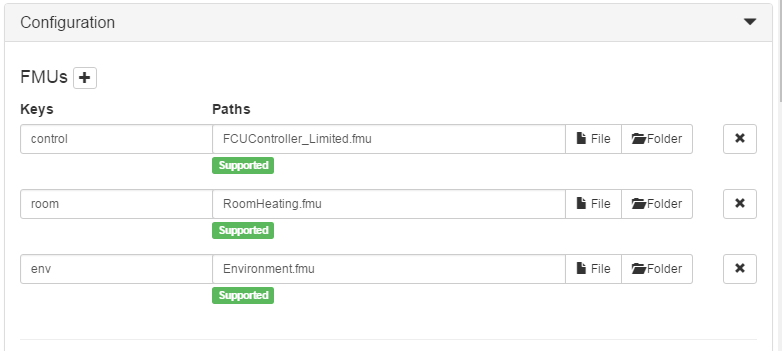 Configuration
FMUs
Keys Paths
control FCUController_Limited.fmu File Folder
Supported
room RoomHeating.fmu File Folder
Supported
env Environment.fmu File Folder
Supported